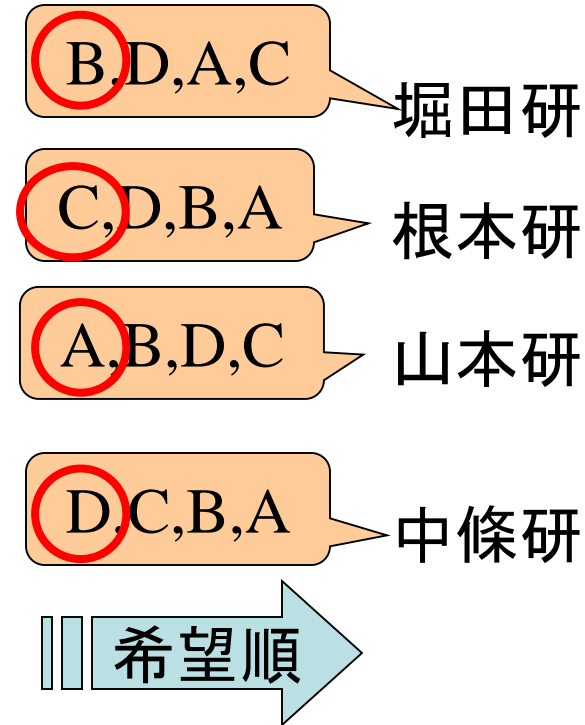 B,D,A,C
堀田研
C,D,B,A
根本研
A,B,D,C
山本研
D,C,B,A
中條研
希望順